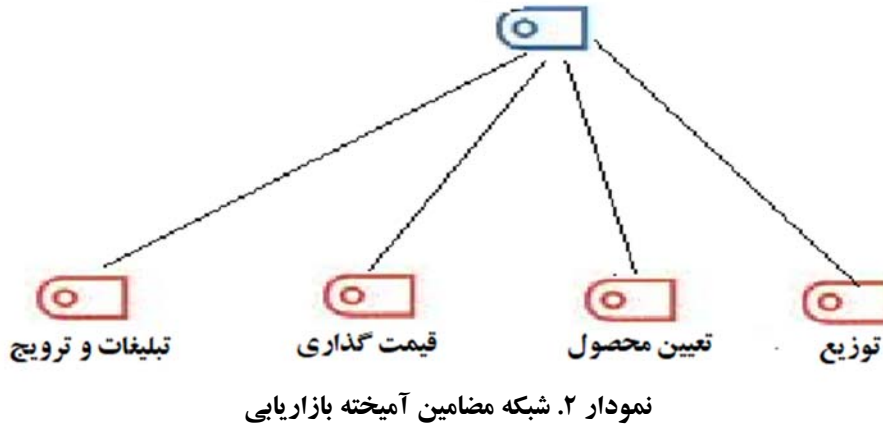 توزیع
تعیین محصول
قیمت گذاری
تبلیغات و ترویج
نمودار ۲. شبکه مضامین آمیخته بازاریابی